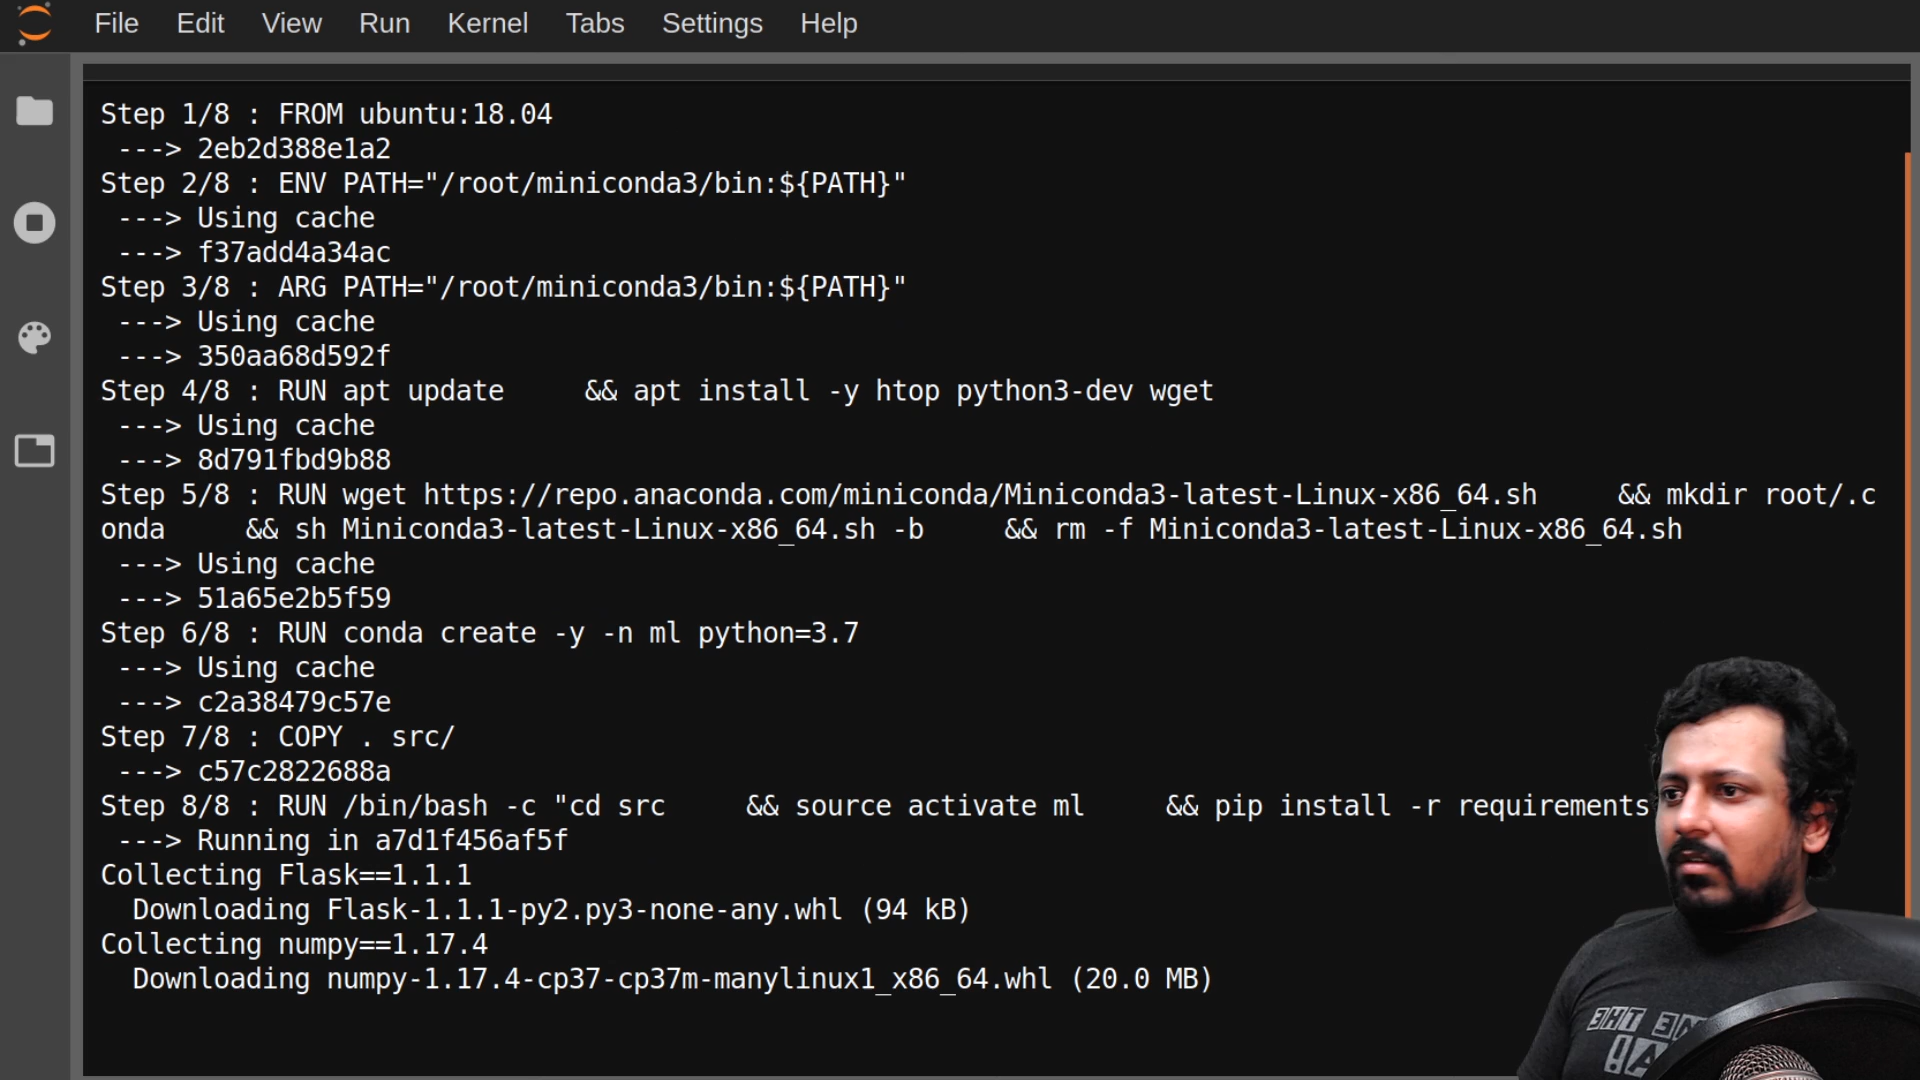 File Edit View Run Kernel Tabs Settings Help
Step 1/8 : FROM ubuntu:18.04
 ---> 2eb2d388e1a2
Step 2/8 : ENV PATH="/root/miniconda3/bin:${PATH}"
 ---> Using cache
 ---> f37add4a34ac
Step 3/8 : ARG PATH="/root/miniconda3/bin:${PATH}"
 ---> Using cache
 ---> 350aa68d592f
Step 4/8 : RUN apt update     && apt install -y htop python3-dev wget
 ---> Using cache
 ---> 8d791fbd9b88
Step 5/8 : RUN wget https://repo.anaconda.com/miniconda/Miniconda3-latest-Linux-x86_64.sh     && mkdir root/.c
onda     && sh Miniconda3-latest-Linux-x86_64.sh -b     && rm -f Miniconda3-latest-Linux-x86_64.sh
 ---> Using cache
 ---> 51a65e2b5f59
Step 6/8 : RUN conda create -y -n ml python=3.7
 ---> Using cache
 ---> c2a38479c57e
Step 7/8 : COPY . src/
 ---> c57c2822688a
Step 8/8 : RUN /bin/bash -c "cd src     && source activate ml     && pip install -r requirements
 ---> Running in a7d1f456af5f
Collecting Flask==1.1.1
  Downloading Flask-1.1.1-py2.py3-none-any.whl (94 kB)
Collecting numpy==1.17.4
  Downloading numpy-1.17.4-cp37-cp37m-manylinux1_x86_64.whl (20.0 MB)